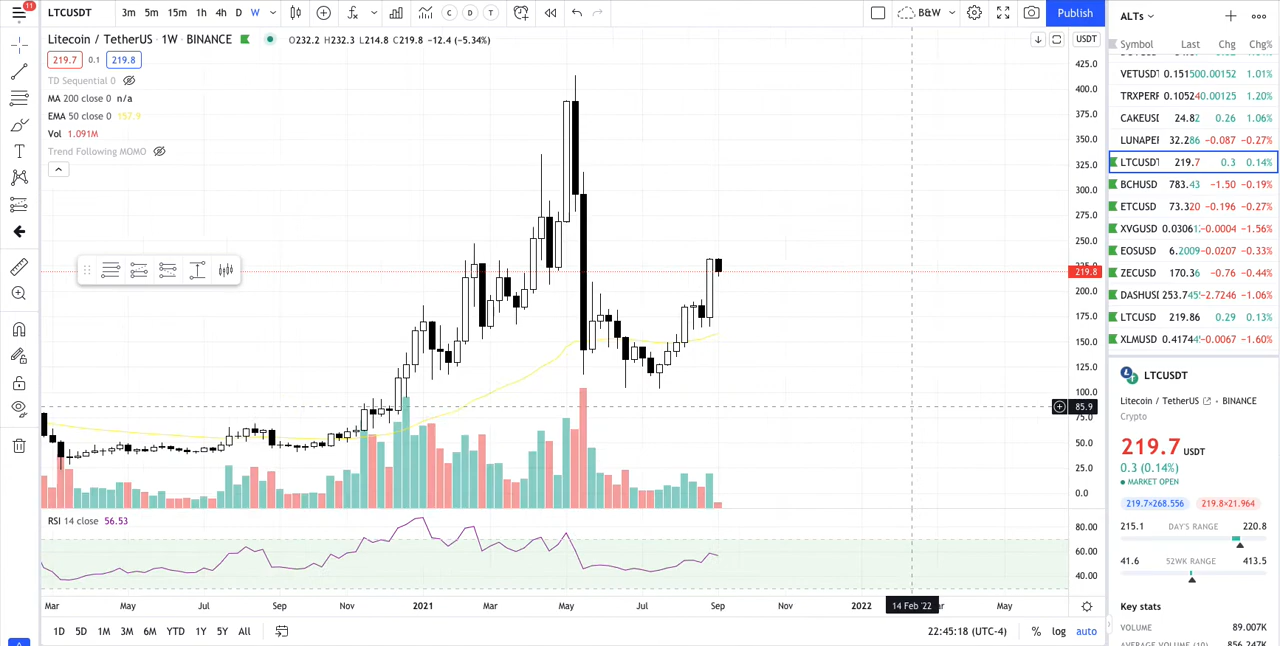 11
LTCUSDT 3m 5m 15m 1h 4h D W C D T B&W Publish
Litecoin / TetherUS · 1W · BINANCE O232.2 H232.3 L214.8 C219.8 −12.4 (−5.34%)
219.7 0.1 219.8
TD Sequential 0
MA 200 close 0 n/a
EMA 50 close 0 157.9
Vol 1.091M
Trend Following MOMO
USDT
425.0
400.0
375.0
350.0
325.0
300.0
275.0
250.0
219.8
200.0
175.0
150.0
125.0
100.0
85.9
75.0
50.0
25.0
0.0
RSI 14 close 56.53
80.00
60.00
40.00
Mar May Jul Sep Nov 2021 Mar May Jul Sep Nov 2022 14 Feb '22 May
1D 5D 1M 3M 6M YTD 1Y 5Y All 22:45:18 (UTC-4) % log auto
ALTs
Symbol Last Chg Chg%
VETUSDT 0.151500.00152 1.01%
TRXPERP 0.105240.00125 1.20%
CAKEUSD 24.82 0.26 1.06%
LUNAPER 32.286 −0.087 −0.27%
LTCUSDT 219.7 0.3 0.14%
BCHUSD 783.43 −1.50 −0.19%
ETCUSD 73.320 −0.196 −0.27%
XVGUSD 0.0306 −0.0004 −1.56%
EOSUSD 6.2009 −0.0207 −0.33%
ZECUSD 170.36 −0.76 −0.44%
DASHUSD 253.745 −2.7246 −1.06%
LTCUSD 219.86 0.29 0.13%
XLMUSD 0.4174 −0.0067 −1.60%
LTCUSDT
Litecoin / TetherUS • BINANCE
Crypto
219.7 USDT
0.3 (0.14%)
MARKET OPEN
219.7×268.556 219.8×21.964
215.1 DAY'S RANGE 220.8
41.6 52WK RANGE 413.5
Key stats
VOLUME 89.007K
AVERAGE VOLUME (10) 856.247K